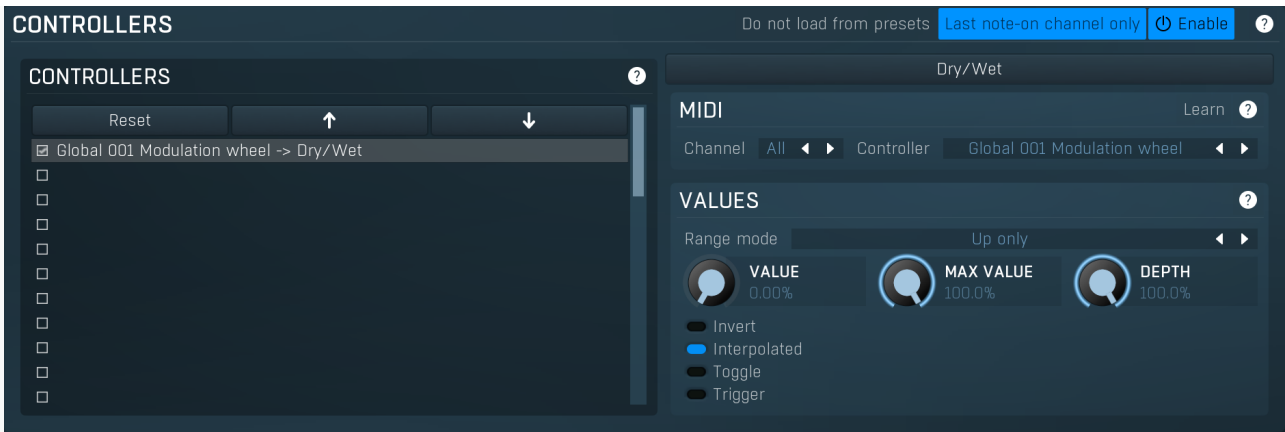 CONTROLLERS
Do not load from presets Last note-on channel only Enable ?
CONTROLLERS ?
Reset
Global 001 Modulation wheel -> Dry/Wet
Dry/Wet
MIDI Learn ?
Channel All Controller Global 001 Modulation wheel
VALUES ?
Range mode Up only
VALUE
0.00%
MAX VALUE
100.0%
DEPTH
100.0%
Invert
Interpolated
Toggle
Trigger